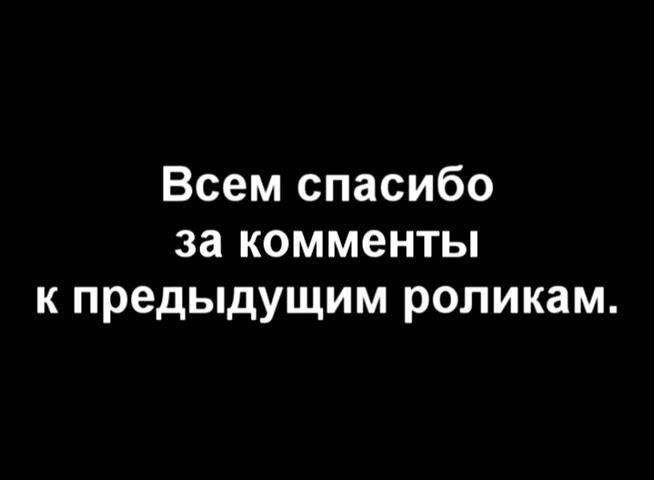 Всем спасибо
за комменты
к предыдущим роликам.